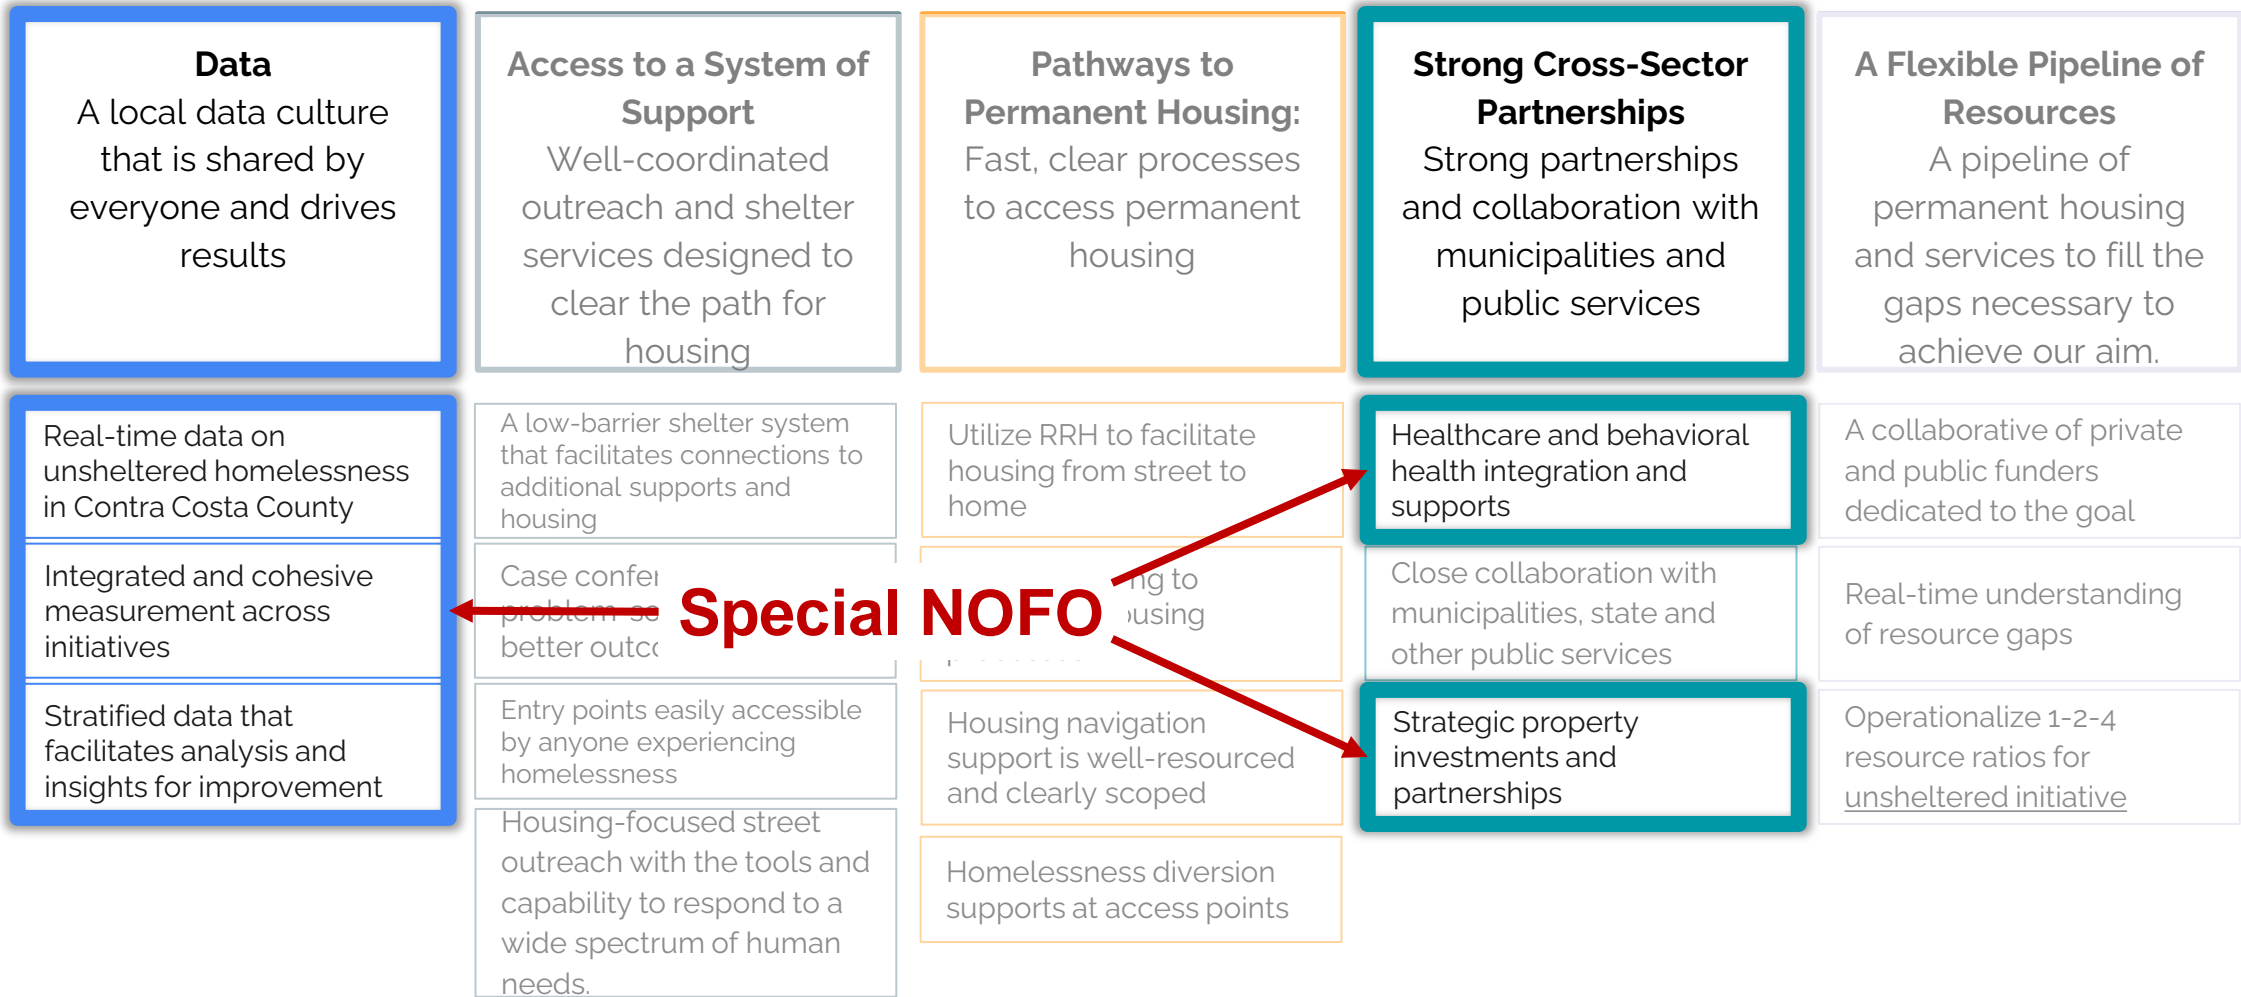 Data
A local data culture
that is shared by
everyone and drives
results
Access to a System of
Support
Well-coordinated
outreach and shelter
services designed to
clear the path for
housing
Pathways to
Permanent Housing:
Fast, clear processes
to access permanent
housing
Strong Cross-Sector
Partnerships
Strong partnerships
and collaboration with
municipalities and
public services
A Flexible Pipeline of
Resources
A pipeline of
permanent housing
and services to fill the
gaps necessary to
achieve our aim.
Real-time data on
unsheltered homelessness
in Contra Costa County
Integrated and cohesive
measurement across
initiatives
Stratified data that
facilitates analysis and
insights for improvement
A low-barrier shelter system
that facilitates connections to
additional supports and
housing
Case
better
Entry points easily accessible
by anyone experiencing
homelessness
Housing-focused street
outreach with the tools and
capability to respond to a
wide spectrum of human
needs.
Special NOFO
Utilize RRH to facilitate
housing from street to
home
to
Housing navigation
support is well-resourced
and clearly scoped
Homelessness diversion
supports at access points
Healthcare and behavioral
health integration and
supports
Close collaboration with
municipalities, state and
other public services
Strategic property
investments and
partnerships
A collaborative of private
and public funders
dedicated to the goal
Real-time understanding
of resource gaps
Operationalize 1-2-4
resource ratios for
unsheltered initiative